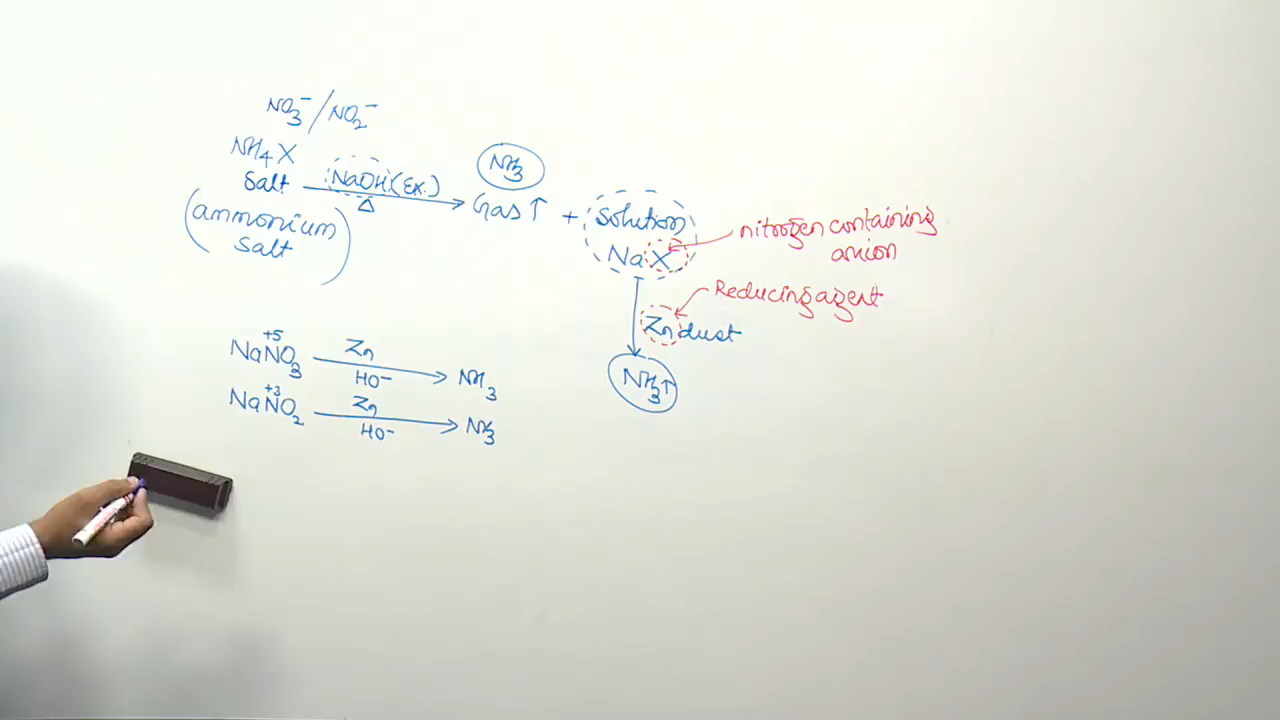 NO₃⁻/NO₂⁻
NH₄X
Salt
(ammonium
salt)
NaOH (Ex.)
Δ
NH₃
Gas↑ + Solution
NaX
nitrogen containing
anion
Reducing agent
Zn dust
NH₃↑
+5
NaNO₃ Zn NH₃
HO⁻
+3
NaNO₂ Zn NH₃
HO⁻